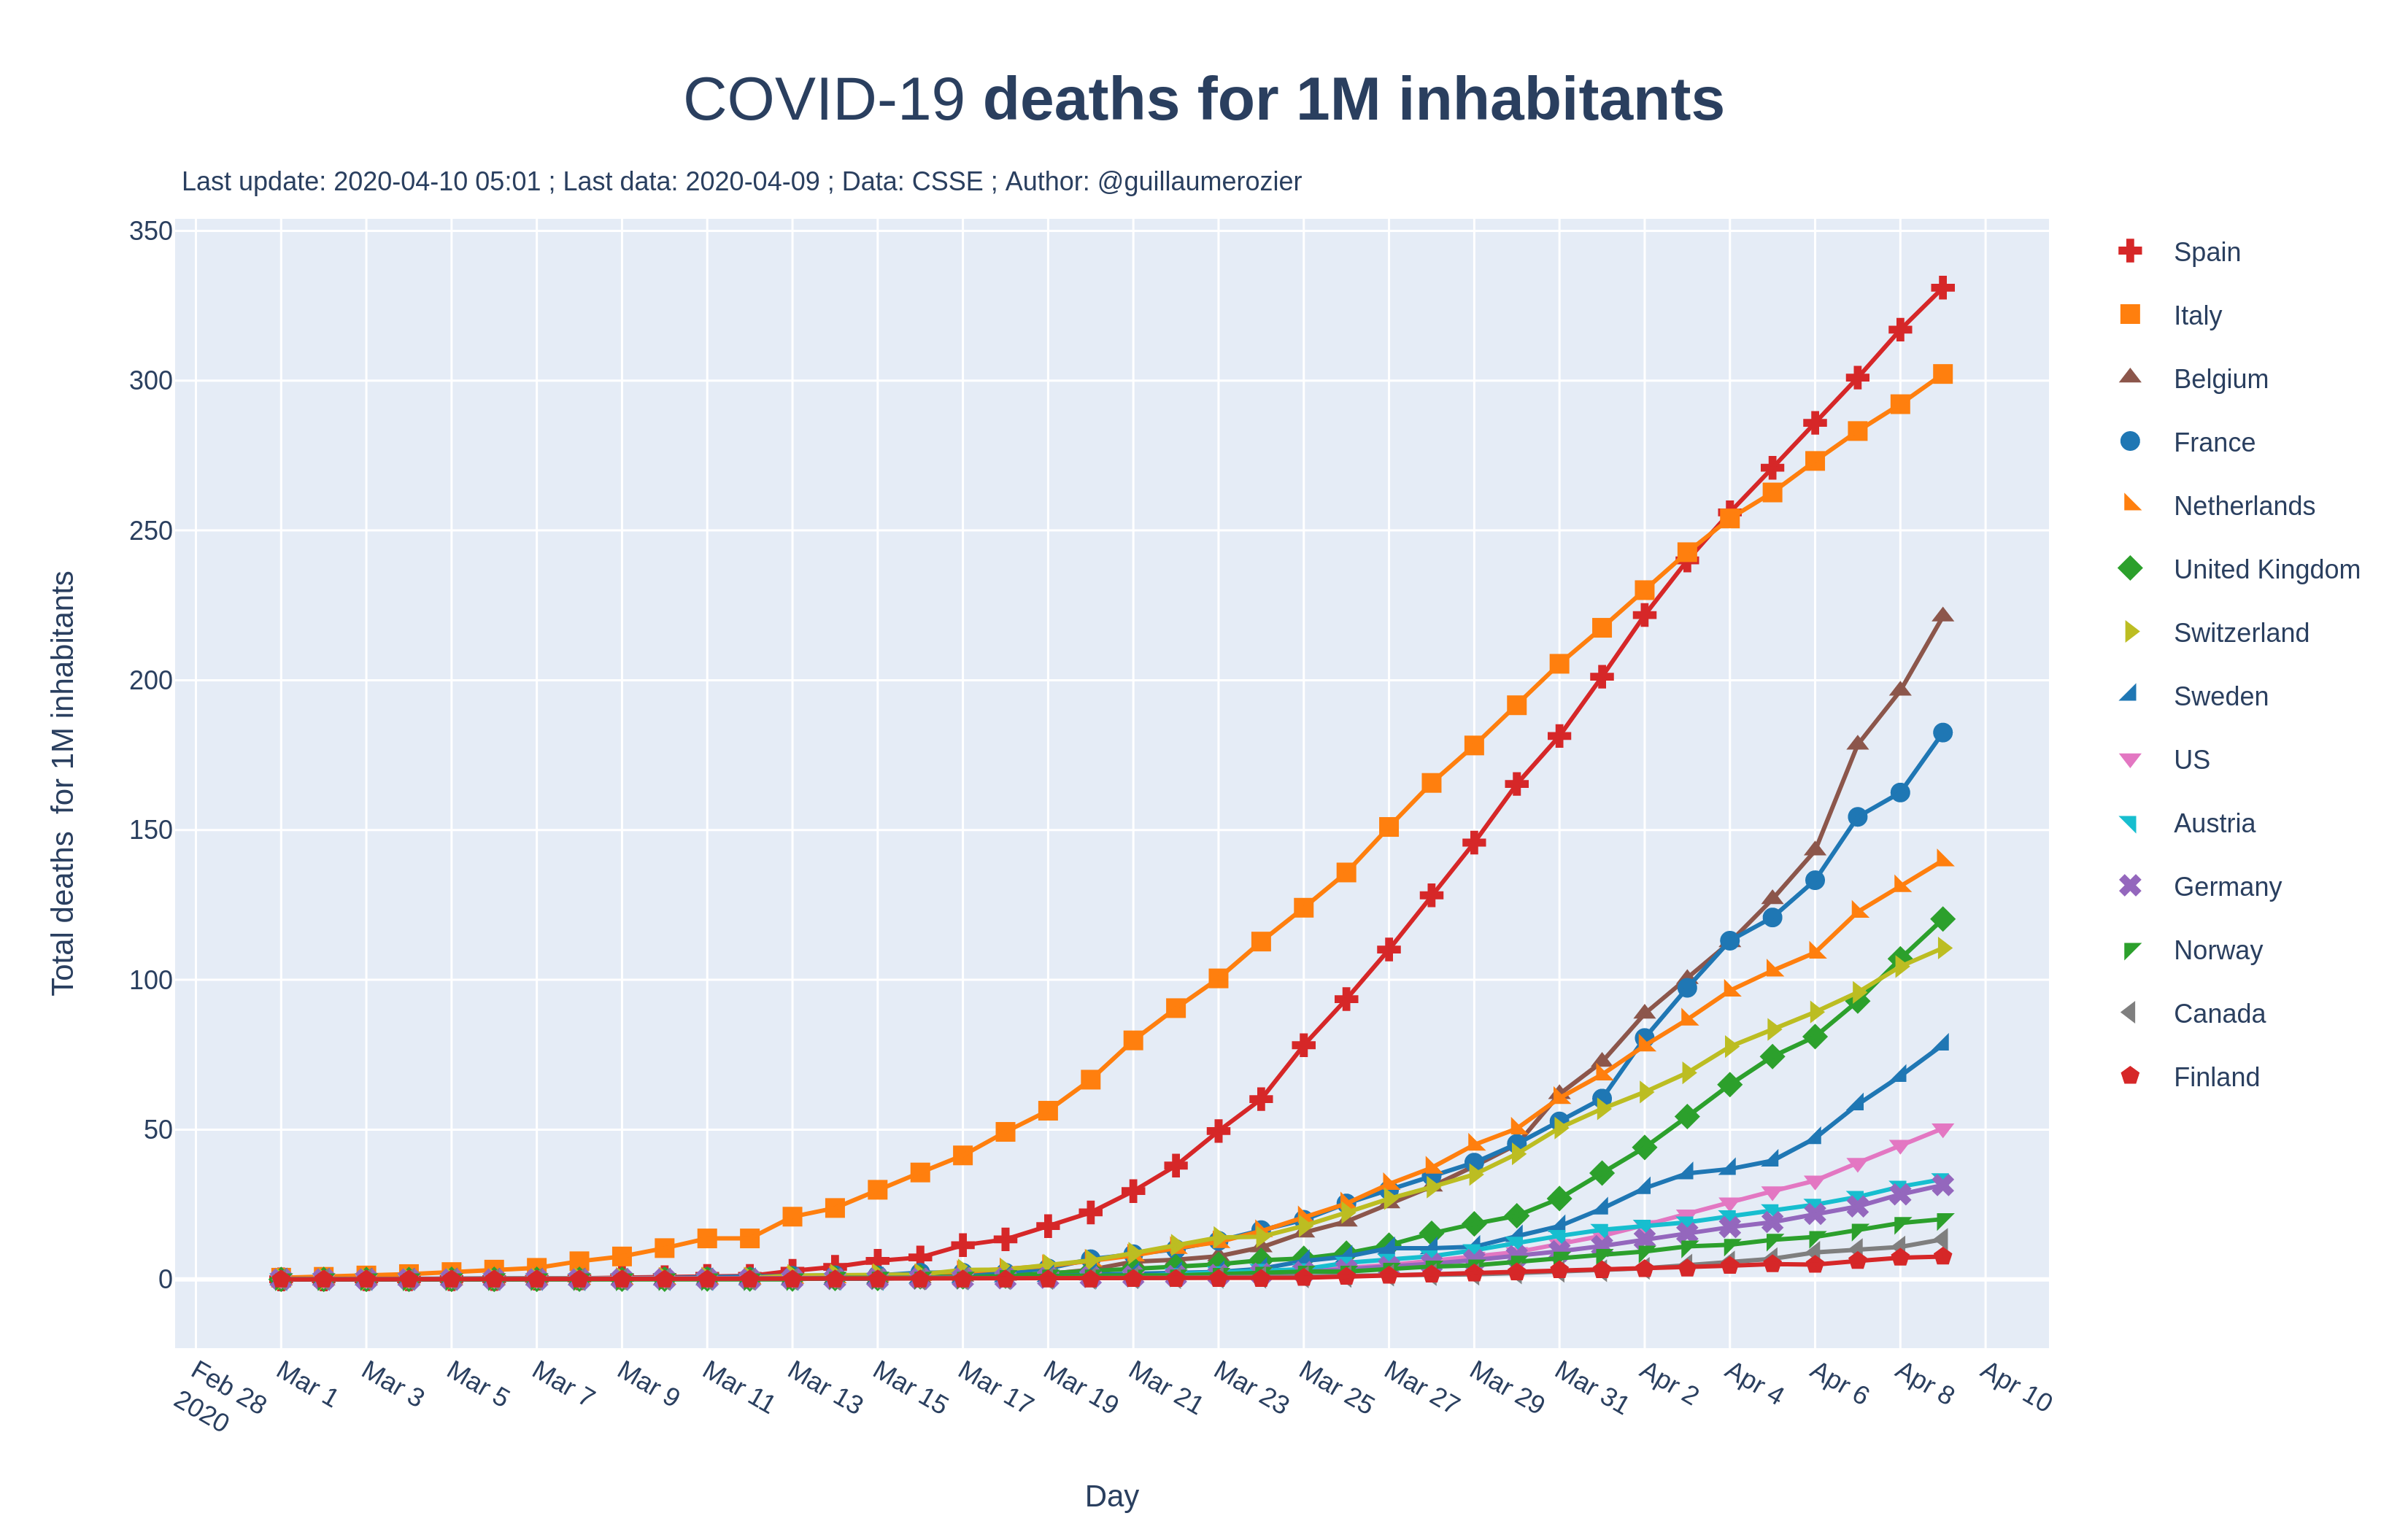 COVID-19 deaths for 1M inhabitants
Last update: 2020-04-10 05:01 ; Last data: 2020-04-09 ; Data: CSSE ; Author: @guillaumerozier
Total deaths for 1M inhabitants
350
300
250
200
150
100
50
0
Feb 28
2020
Mar 1
Mar 3
Mar 5
Mar 7
Mar 9
Mar 11
Mar 13
Mar 15
Mar 17
Mar 19
Mar 21
Mar 23
Mar 25
Mar 27
Mar 29
Mar 31
Apr 2
Apr 4
Apr 6
Apr 8
Apr 10
Day
Spain
Italy
Belgium
France
Netherlands
United Kingdom
Switzerland
Sweden
US
Austria
Germany
Norway
Canada
Finland